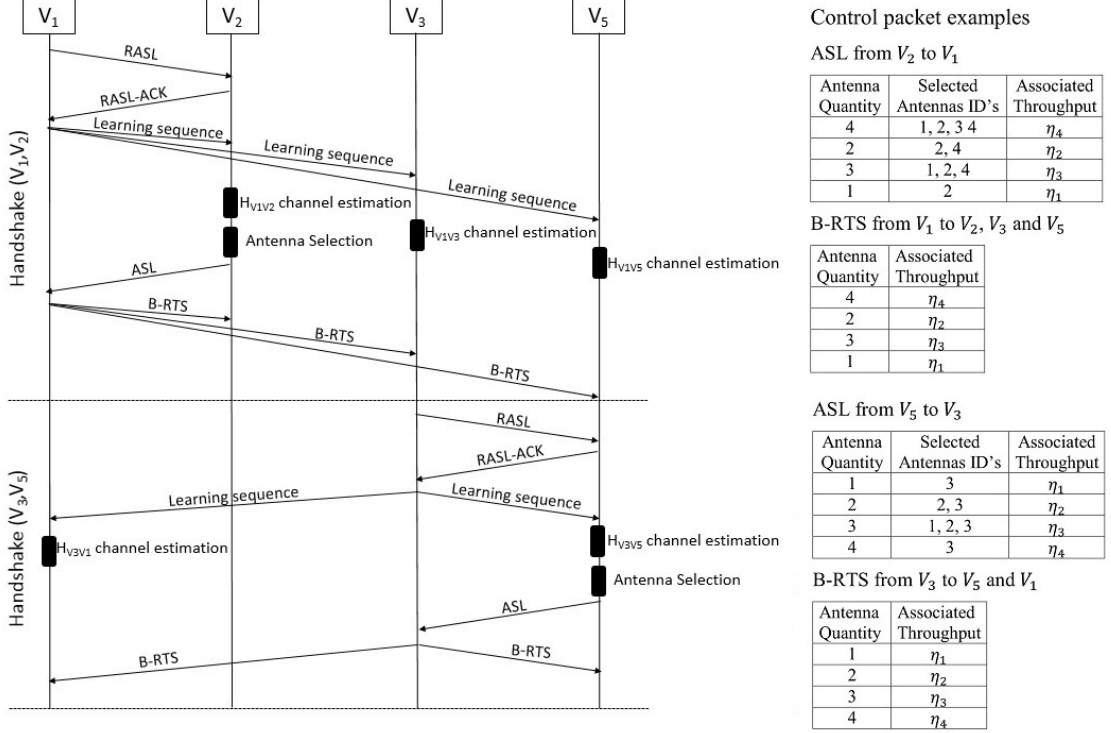 V1
V2
V3
V5
RASL
RASL-ACK
Learning sequence
Learning sequence
Learning sequence
Handshake (V1,V2)
HV1V2 channel estimation
HV1V3 channel estimation
Antenna Selection
HV1V5 channel estimation
ASL
B-RTS
B-RTS
B-RTS
RASL
RASL-ACK
Learning sequence
Learning sequence
Handshake (V3,V5)
HV3V1 channel estimation
HV3V5 channel estimation
Antenna Selection
ASL
B-RTS
B-RTS
Control packet examples
ASL from V2 to V1
Antenna Quantity Selected Antennas ID's Associated Throughput
4 1, 2, 3 4 η4
2 2, 4 η2
3 1, 2, 4 η3
1 2 η1
B-RTS from V1 to V2, V3 and V5
Antenna Quantity Associated Throughput
4 η4
2 η2
3 η3
1 η1
ASL from V5 to V3
Antenna Quantity Selected Antennas ID's Associated Throughput
1 3 η1
2 2, 3 η2
3 1, 2, 3 η3
4 3 η4
B-RTS from V3 to V5 and V1
Antenna Quantity Associated Throughput
1 η1
2 η2
3 η3
4 η4